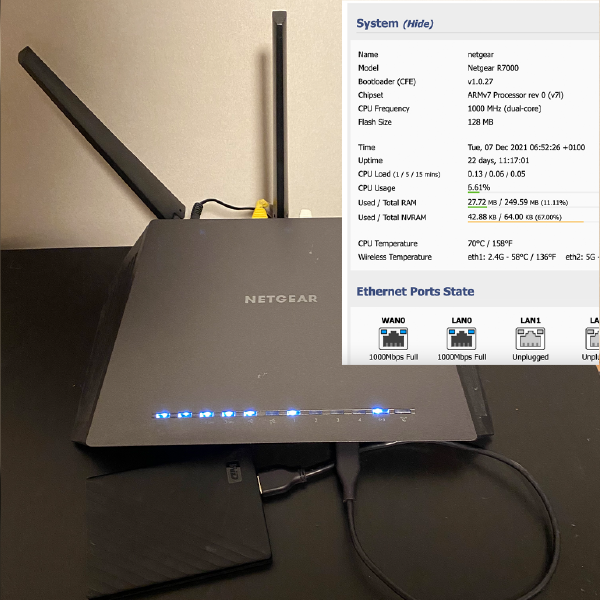 System (Hide)
Name netgear
Model Netgear R7000
Bootloader (CFE) v1.0.27
Chipset ARMv7 Processor rev 0 (v7l)
CPU Frequency 1000 MHz (dual-core)
Flash Size 128 MB
Time Tue, 07 Dec 2021 06:52:26 +0100
Uptime 22 days, 11:17:01
CPU Load (1 / 5 / 15 mins) 0.13 / 0.06 / 0.05
CPU Usage 6.61%
Used / Total RAM 27.72 MB / 249.59 MB (11.11%)
Used / Total NVRAM 42.88 KB / 64.00 KB (67.00%)
CPU Temperature 70°C / 158°F
Wireless Temperature eth1: 2.4G - 58°C / 136°F eth2: 5G -
Ethernet Ports State
WAN0 LAN0 LAN1 LA
1000Mbps Full 1000Mbps Full Unplugged Unpl
NETGEAR
WD